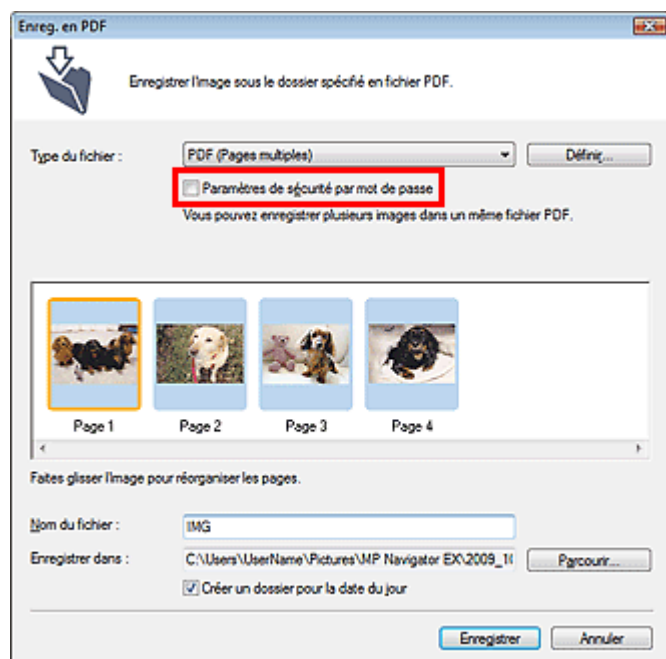 Enreg. en PDF
Enregistrer l'image sous le dossier spécifié en fichier PDF.
Type du fichier :
PDF (Pages multiples)
Définir...
Paramètres de sécurité par mot de passe
Vous pouvez enregistrer plusieurs images dans un même fichier PDF.
Page 1
Page 2
Page 3
Page 4
Faites glisser l'image pour réorganiser les pages.
Nom du fichier :
IMG
Enregistrer dans :
C:\Users\UserName\Pictures\MP Navigator EX\2009_10
Parcourir...
Créer un dossier pour la date du jour
Enregistrer
Annuler